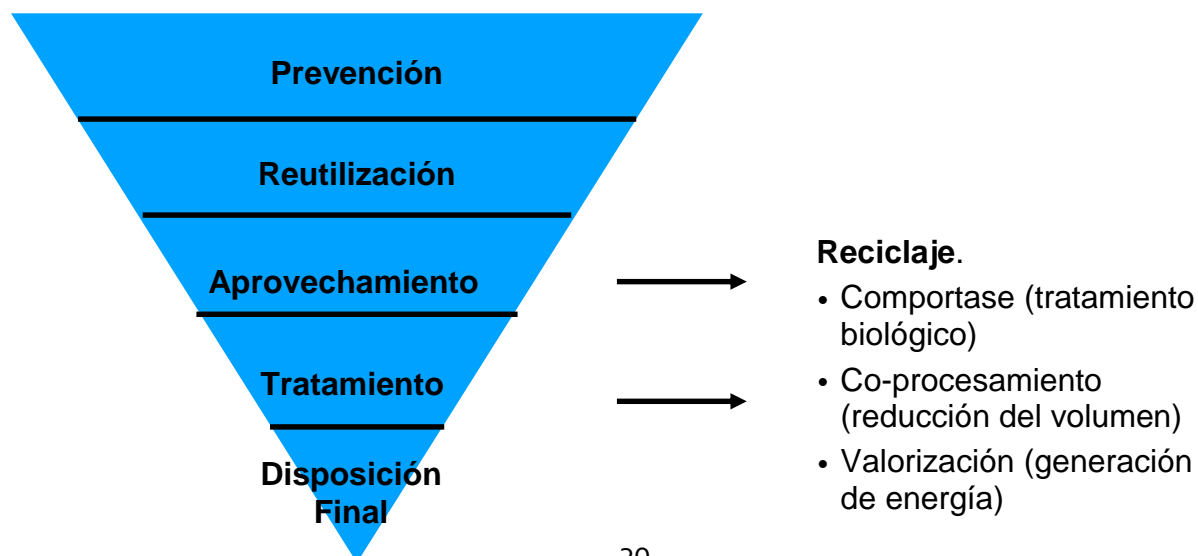 Prevención
Reutilización
Aprovechamiento
Tratamiento
Disposición
Final
Reciclaje.
• Comportase (tratamiento
biológico)
• Co-procesamiento
(reducción del volumen)
• Valorización (generación
de energía)